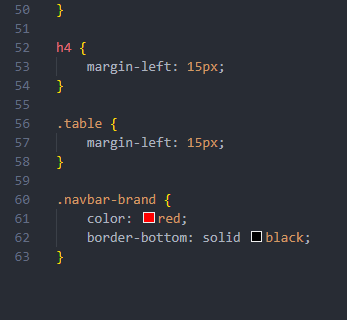 50 }
51
52 h4 {
53     margin-left: 15px;
54 }
55
56 .table {
57     margin-left: 15px;
58 }
59
60 .navbar-brand {
61     color: red;
62     border-bottom: solid black;
63 }